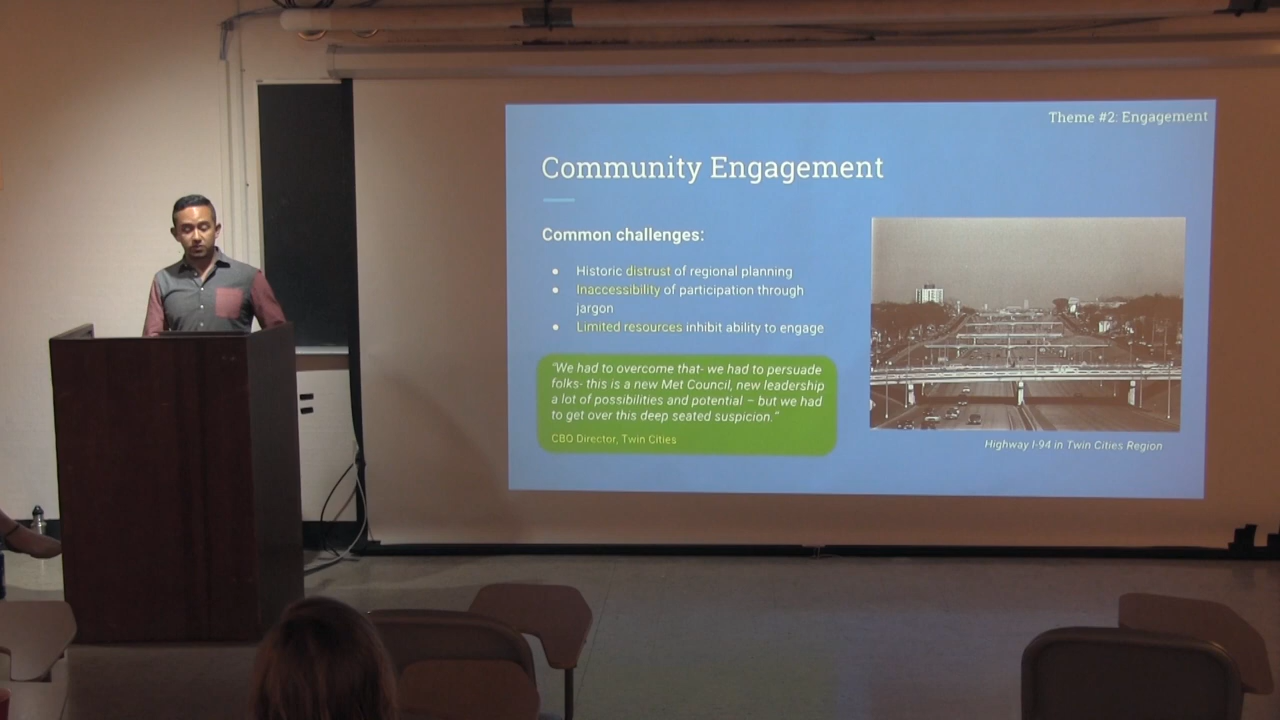 Theme #2: Engagement
Community Engagement
Common challenges:
● Historic distrust of regional planning
● Inaccessibility of participation through
jargon
● Limited resources inhibit ability to engage
"We had to overcome that- we had to persuade
folks- this is a new Met Council, new leadership
a lot of possibilities and potential – but we had
to get over this deep seated suspicion."
CBO Director, Twin Cities
Highway I-94 in Twin Cities Region